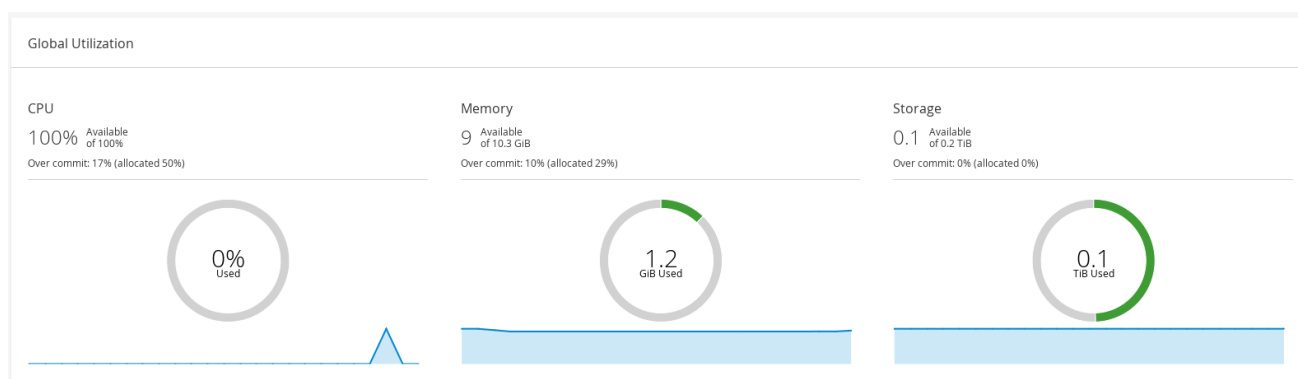 Global Utilization
CPU
100% Available
of 100%
Over commit: 17% (allocated 50%)
0%
Used
Memory
9 Available
of 10.3 GiB
Over commit: 10% (allocated 29%)
1.2
GiB Used
Storage
0.1 Available
of 0.2 TiB
Over commit: 0% (allocated 0%)
0.1
TiB Used